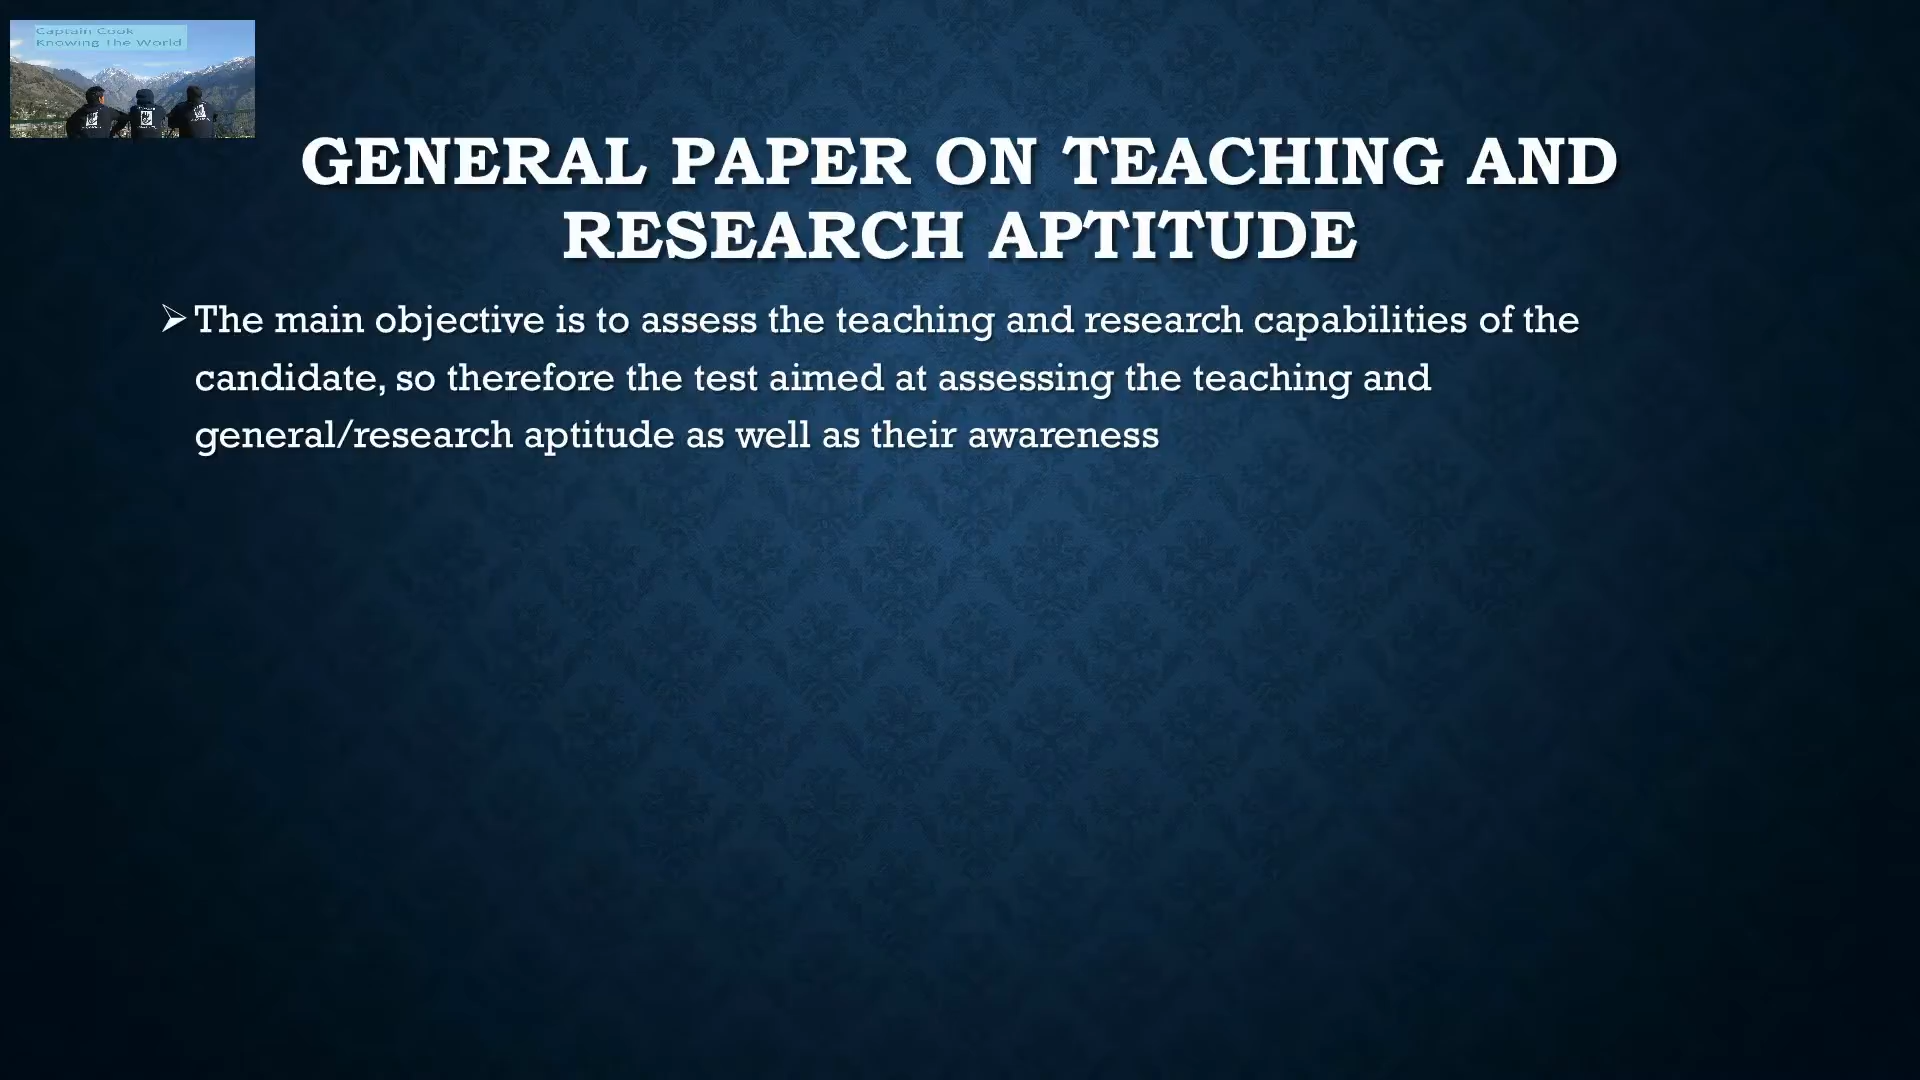 Captain Cook
Knowing The World
GENERAL PAPER ON TEACHING AND
RESEARCH APTITUDE
➢ The main objective is to assess the teaching and research capabilities of the
candidate, so therefore the test aimed at assessing the teaching and
general/research aptitude as well as their awareness